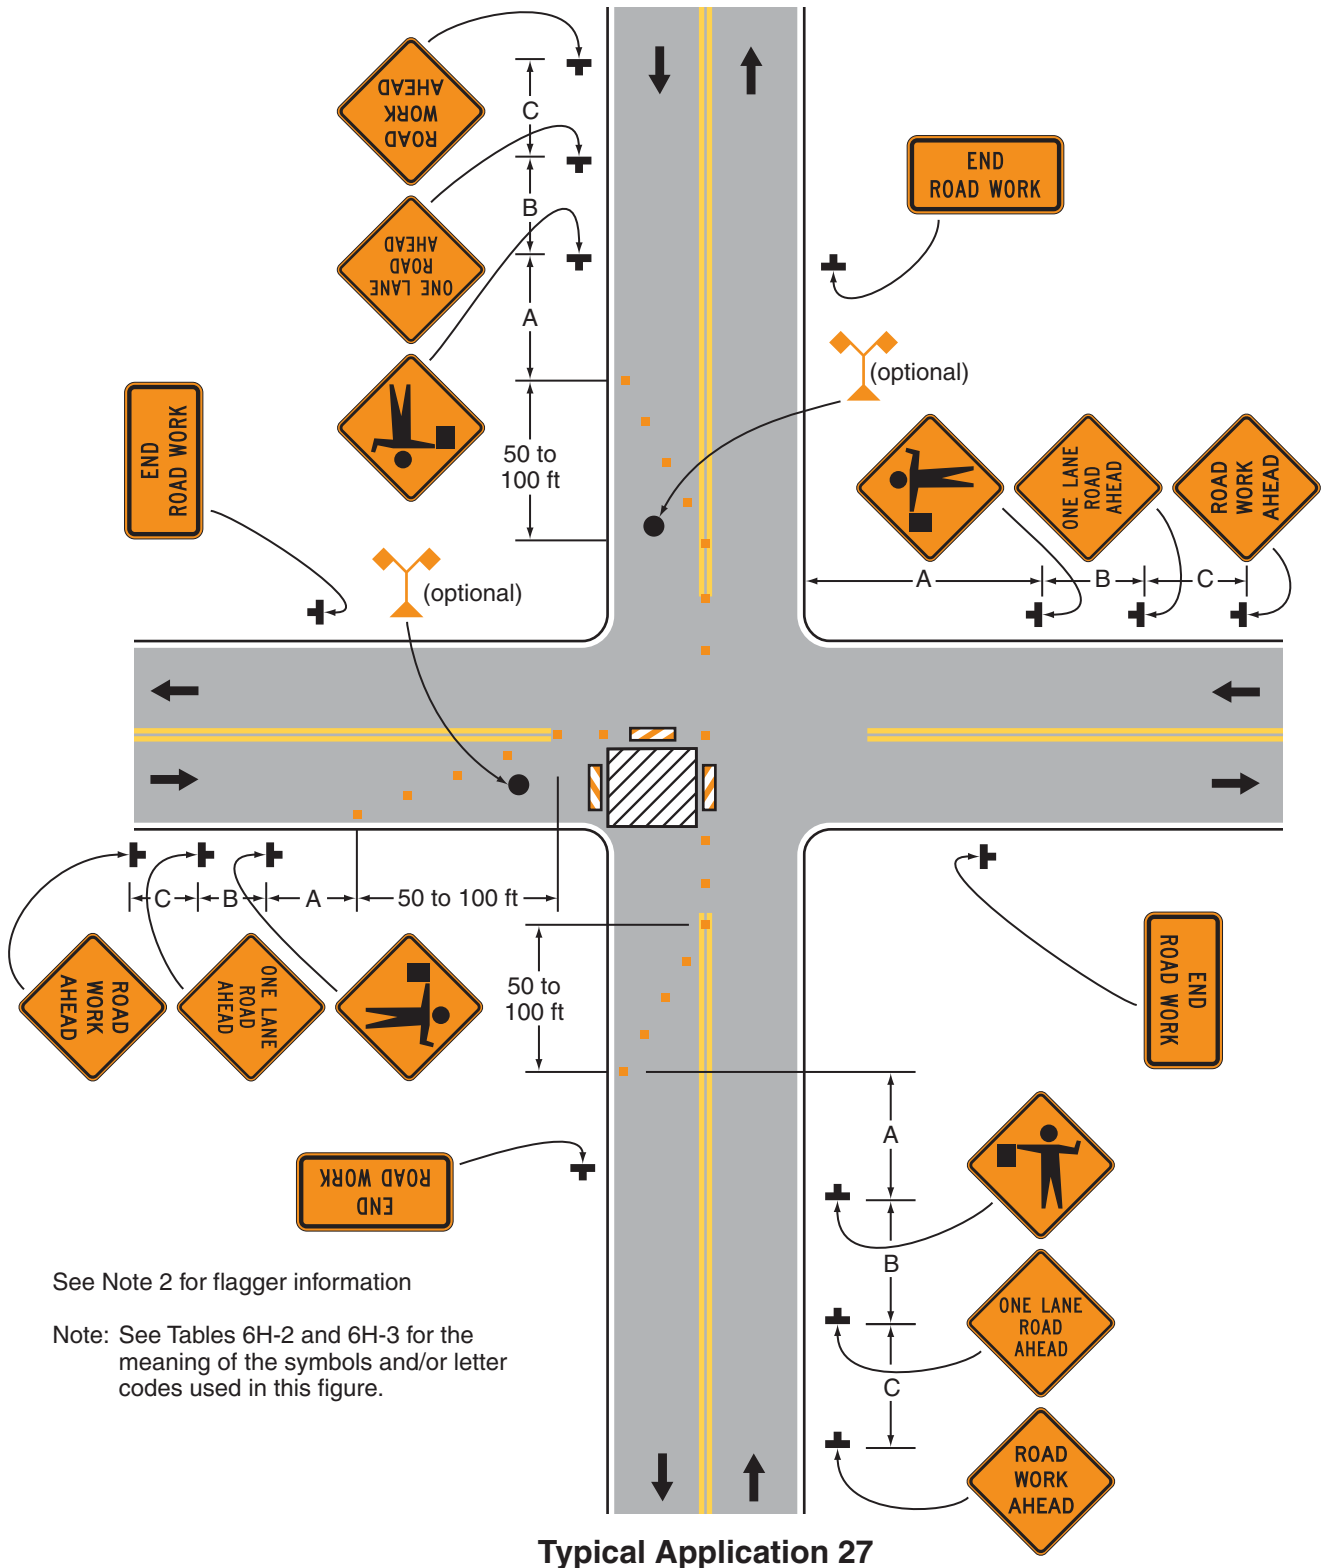 ROAD
WORK
AHEAD
C
ONE LANE
ROAD
AHEAD
B
A
END
ROAD WORK
(optional)
50 to
100 ft
END
ROAD WORK
(optional)
A
B
C
ONE LANE
ROAD
AHEAD
ROAD
WORK
AHEAD
C
B
A
50 to 100 ft
ROAD
WORK
AHEAD
ONE LANE
ROAD
AHEAD
50 to
100 ft
END
ROAD WORK
END
ROAD WORK
A
B
C
ONE LANE
ROAD
AHEAD
ROAD
WORK
AHEAD
See Note 2 for flagger information
Note: See Tables 6H-2 and 6H-3 for the
meaning of the symbols and/or letter
codes used in this figure.
Typical Application 27